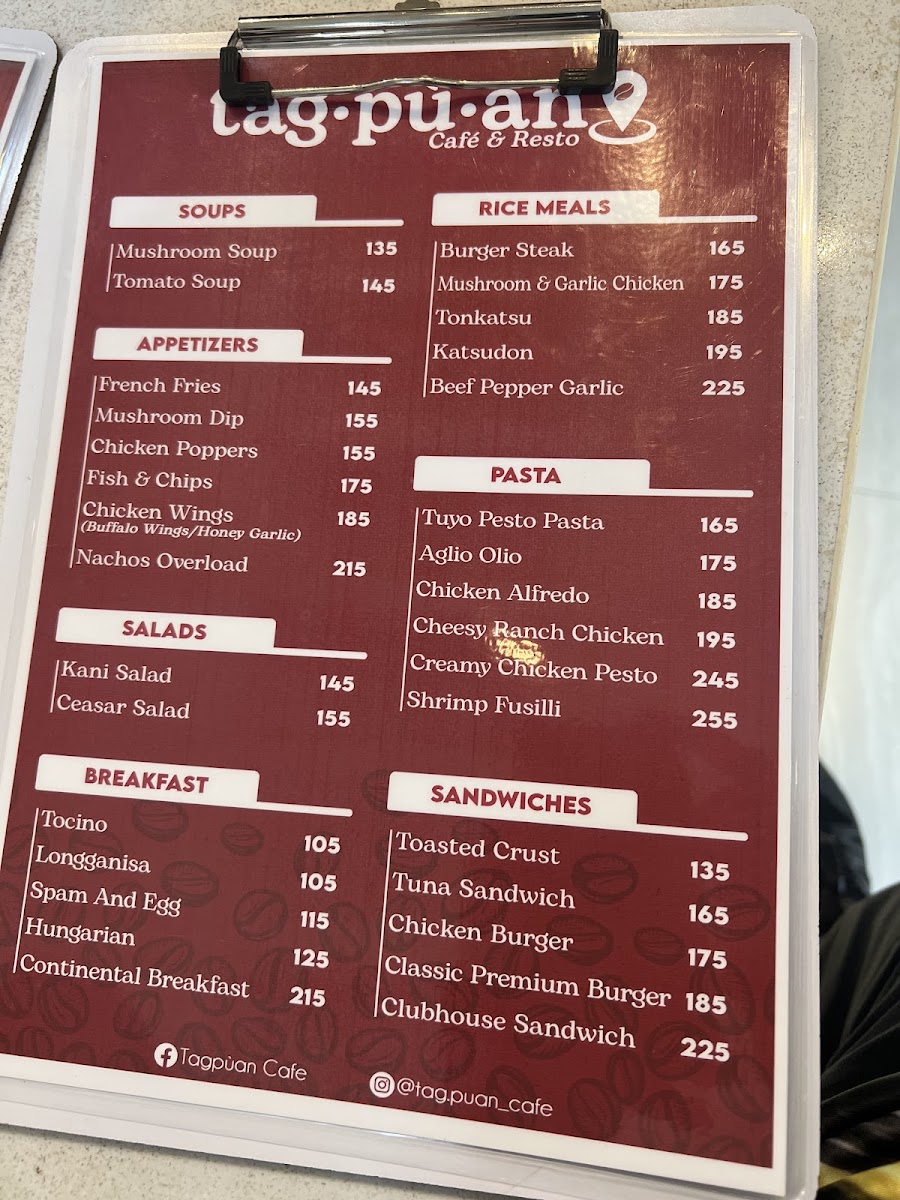 tag·pù·an
Café & Resto
SOUPS
Mushroom Soup 135
Tomato Soup 145
APPETIZERS
French Fries 145
Mushroom Dip 155
Chicken Poppers 155
Fish & Chips 175
Chicken Wings 185
(Buffalo Wings/Honey Garlic)
Nachos Overload 215
SALADS
Kani Salad 145
Ceasar Salad 155
BREAKFAST
Tocino 105
Longganisa 105
Spam And Egg 115
Hungarian 125
Continental Breakfast 215
RICE MEALS
Burger Steak 165
Mushroom & Garlic Chicken 175
Tonkatsu 185
Katsudon 195
Beef Pepper Garlic 225
PASTA
Tuyo Pesto Pasta 165
Aglio Olio 175
Chicken Alfredo 185
Cheesy Ranch Chicken 195
Creamy Chicken Pesto 245
Shrimp Fusilli 255
SANDWICHES
Toasted Crust 135
Tuna Sandwich 165
Chicken Burger 175
Classic Premium Burger 185
Clubhouse Sandwich 225
Tagpùan Cafe
@tag.puan_cafe